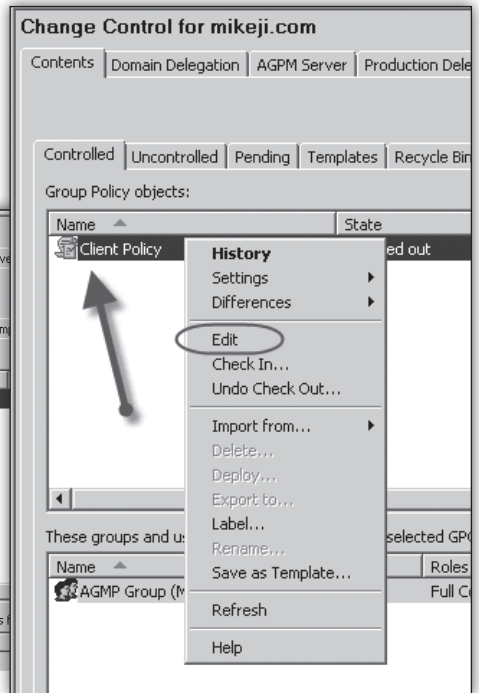 Change Control for mikeji.com
Contents Domain Delegation AGPM Server Production Dele
Controlled Uncontrolled Pending Templates Recycle Bin
Group Policy objects:
Name State
Client Policy ed out
History
Settings
Differences
Edit
Check In...
Undo Check Out...
Import from...
Delete...
Deploy...
Export to...
Label...
Rename...
Save as Template...
Refresh
Help
These groups and us selected GPO
Name Roles
AGMP Group (M Full Co